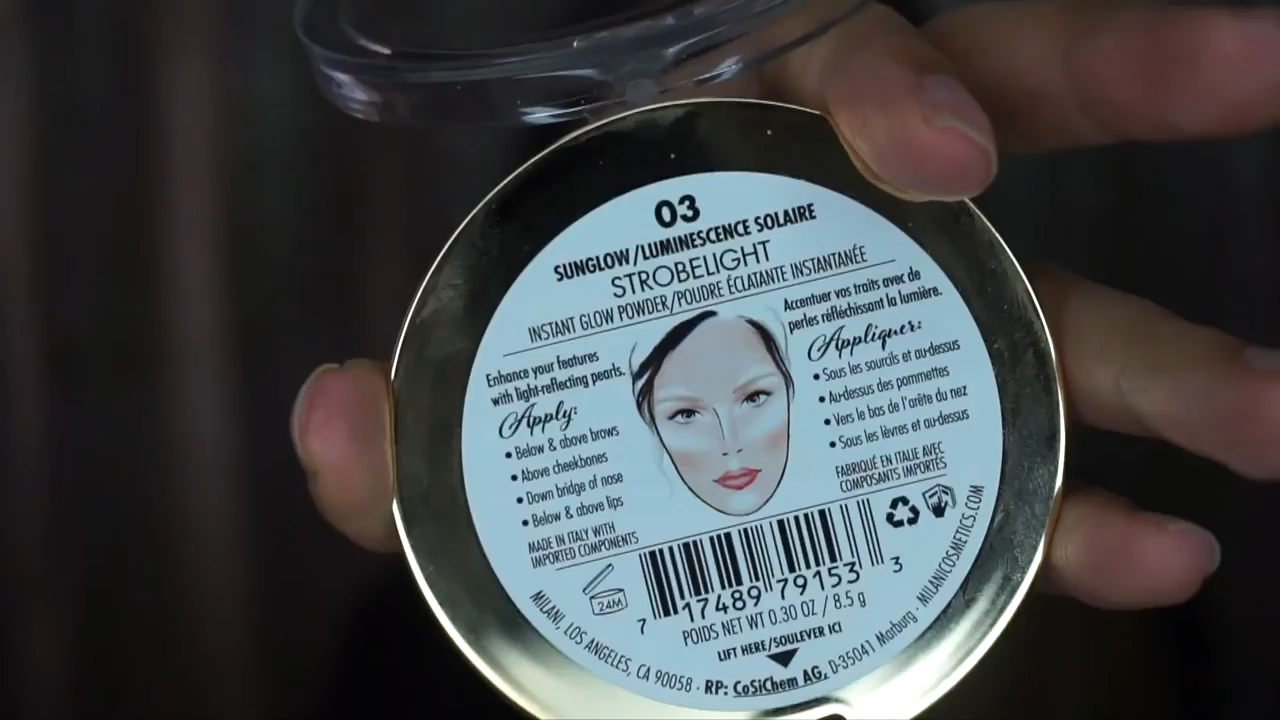 03
SUNGLOW/LUMINESCENCE SOLAIRE
STROBELIGHT
INSTANT GLOW POWDER/POUDRE ÉCLATANTE INSTANTANÉE
Enhance your features
with light-reflecting pearls.
Apply:
• Below & above brows
• Above cheekbones
• Down bridge of nose
• Below & above lips
MADE IN ITALY WITH
IMPORTED COMPONENTS
Accentuer vos traits avec de
perles réfléchissant la lumière.
Appliquer:
• Sous les sourcils et au-dessus
• Au-dessus des pommettes
• Vers le bas de l'arête du nez
• Sous les lèvres et au-dessus
FABRIQUÉ EN ITALIE AVEC
COMPOSANTS IMPORTÉS
24M
7 17489 79153 3
POIDS NET WT 0.30 OZ / 8.5 g
LIFT HERE/SOULEVER ICI
MILANI, LOS ANGELES, CA 90058 · RP: CoSiChem AG, D-35041 Marburg · MILANICOSMETICS.COM